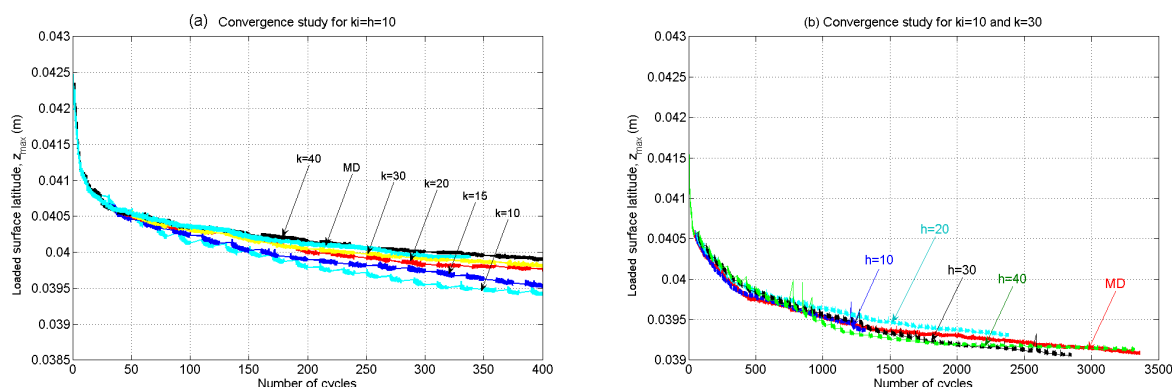 (a) Convergence study for ki=h=10
0.043
0.0425
0.042
0.0415
0.041
0.0405
0.04
0.0395
0.039
0.0385
Loaded surface latitude, zmax (m)
k=40
MD
k=30
k=20
k=15
k=10
0 50 100 150 200 250 300 350 400
Number of cycles
(b) Convergence study for ki=10 and k=30
0.043
0.0425
0.042
0.0415
0.041
0.0405
0.04
0.0395
0.039
Loaded surface latitude, zmax (m)
h=20
h=10
h=30
h=40
MD
0 500 1000 1500 2000 2500 3000 3500
Number of cycles